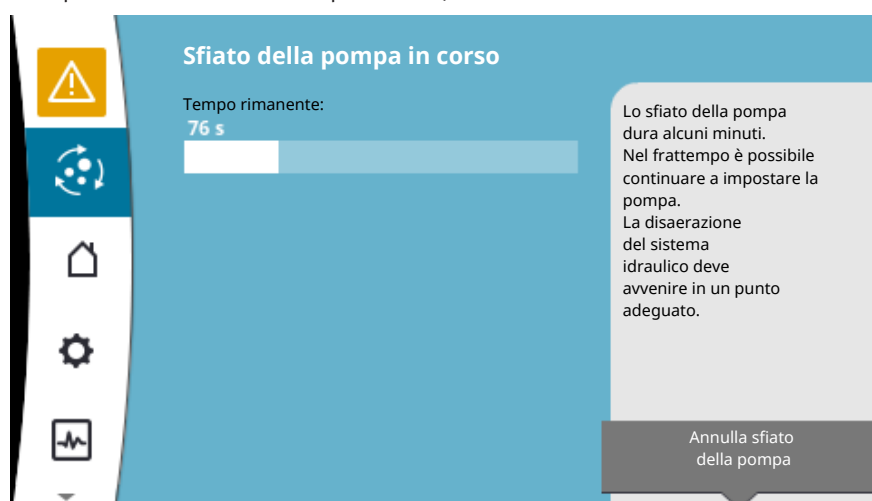 Sfiato della pompa in corso
Tempo rimanente:
76 s
Lo sfiato della pompa
dura alcuni minuti.
Nel frattempo è possibile
continuare a impostare la
pompa.
La disaerazione
del sistema
idraulico deve
avvenire in un punto
adeguato.
Annulla sfiato
della pompa